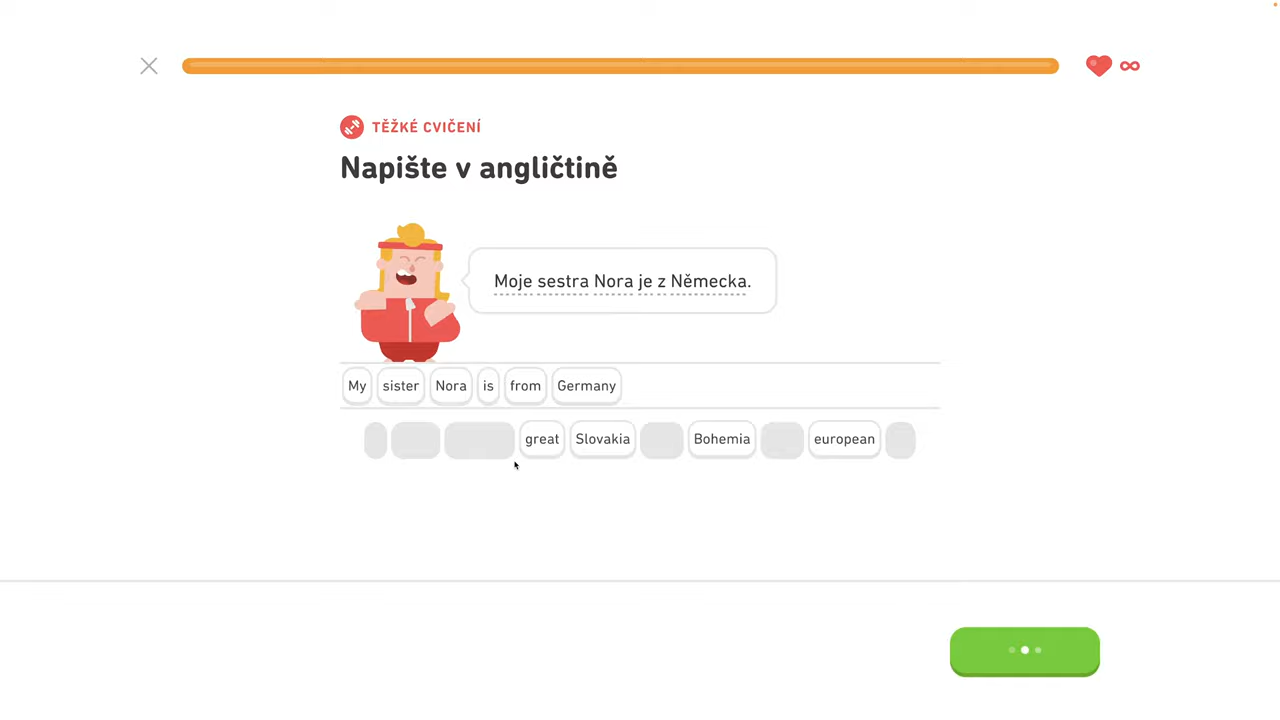 TĚŽKÉ CVIČENÍ
Napište v angličtině
Moje sestra Nora je z Německa.
My sister Nora is from Germany
great Slovakia Bohemia european